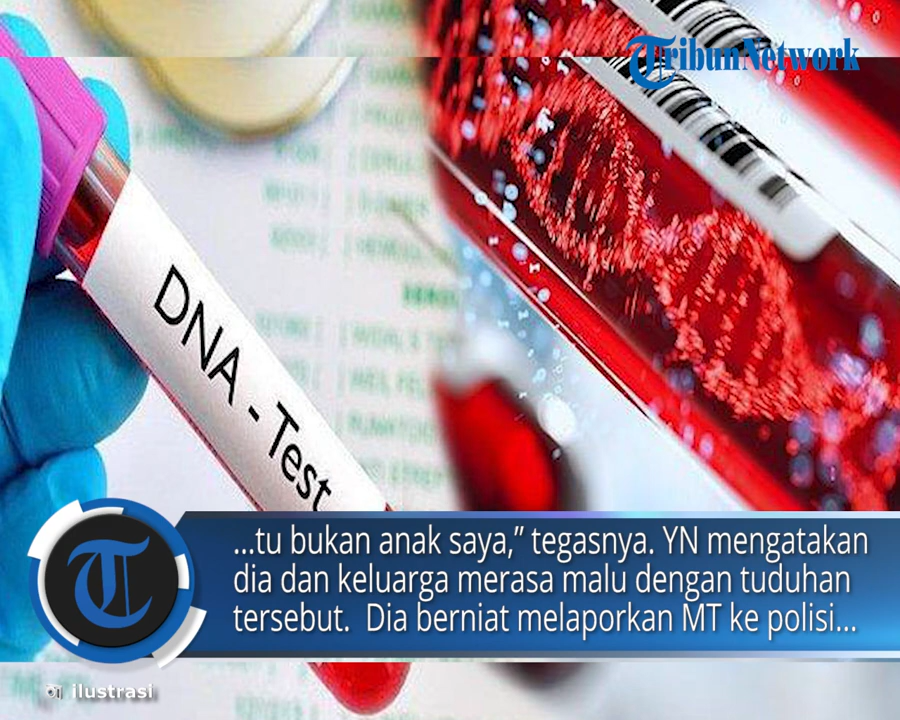 TribunNetwork
DNA - Test
...tu bukan anak saya,” tegasnya. YN mengatakan
dia dan keluarga merasa malu dengan tuduhan
tersebut.  Dia berniat melaporkan MT ke polisi...
T
ilustrasi